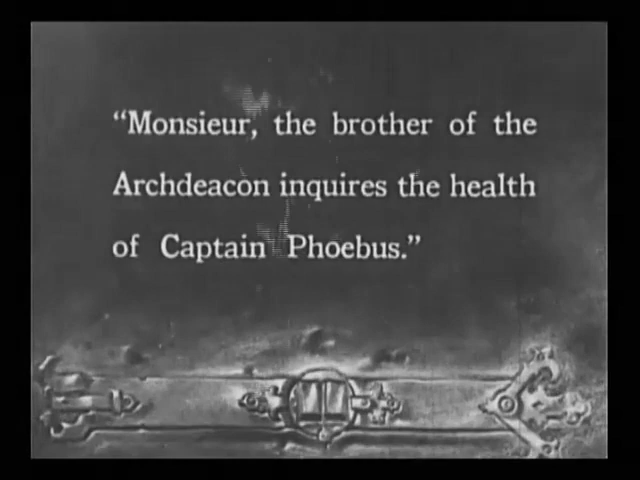 “Monsieur, the brother of the
Archdeacon inquires the health
of Captain Phoebus.”